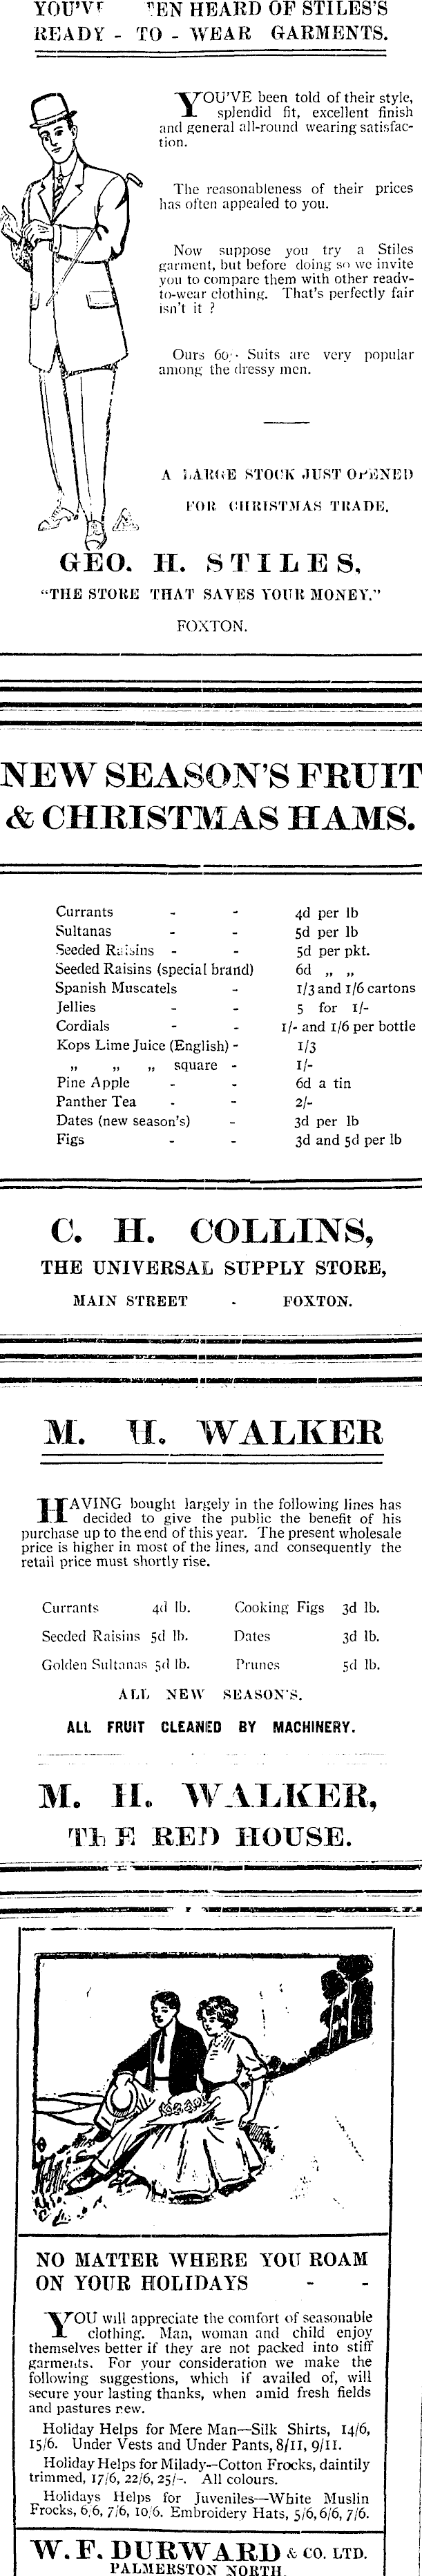 YOU'VE HEARD OF STILES'S
READY - TO - WEAR GARMENTS.
YOU'VE been told of their style,
splendid fit, excellent finish
and general all-round wearing satisfac-
tion.
The reasonableness of their prices
has often appealed to you.
Now suppose you try a Stiles
garment, but before doing so we invite
you to compare them with other ready-
to-wear clothing. That's perfectly fair
isn't it ?
Ours 60/- Suits are very popular
among the dressy men.
A LARGE STOCK JUST OPENED
FOR CHRISTMAS TRADE.
GEO. H. STILES,
"THE STORE THAT SAVES YOUR MONEY."
FOXTON.
NEW SEASON'S FRUIT
& CHRISTMAS HAMS.
Currants - - 4d per lb
Sultanas - - 5d per lb
Seeded Raisins - - 5d per pkt.
Seeded Raisins (special brand) 6d „ „
Spanish Muscatels - 1/3 and 1/6 cartons
Jellies - - 5 for 1/-
Cordials - - 1/- and 1/6 per bottle
Kops Lime Juice (English) - 1/3
„ „ „ square - 1/-
Pine Apple - - 6d a tin
Panther Tea - - 2/-
Dates (new season's) - 3d per lb
Figs - - 3d and 5d per lb
C. H. COLLINS,
THE UNIVERSAL SUPPLY STORE,
MAIN STREET - FOXTON.
M. H. WALKER
HAVING bought largely in the following lines has
decided to give the public the benefit of his
purchase up to the end of this year. The present wholesale
price is higher in most of the lines, and consequently the
retail price must shortly rise.
Currants 4d lb. Cooking Figs 3d lb.
Seeded Raisins 5d lb. Dates 3d lb.
Golden Sultanas 5d lb. Prunes 5d lb.
ALL NEW SEASON'S.
ALL FRUIT CLEANED BY MACHINERY.
M. H. WALKER,
THE RED HOUSE.
NO MATTER WHERE YOU ROAM
ON YOUR HOLIDAYS - -
YOU will appreciate the comfort of seasonable
clothing. Man, woman and child enjoy
themselves better if they are not packed into stiff
garments. For your consideration we make the
following suggestions, which if availed of, will
secure your lasting thanks, when amid fresh fields
and pastures new.
Holiday Helps for Mere Man—Silk Shirts, 14/6,
15/6. Under Vests and Under Pants, 8/11, 9/11.
Holiday Helps for Milady—Cotton Frocks, daintily
trimmed, 17/6, 22/6, 25/-. All colours.
Holidays Helps for Juveniles—White Muslin
Frocks, 6/6, 7/6, 10/6. Embroidery Hats, 5/6, 6/6, 7/6.
W. F. DURWARD & CO. LTD.
PALMERSTON NORTH.